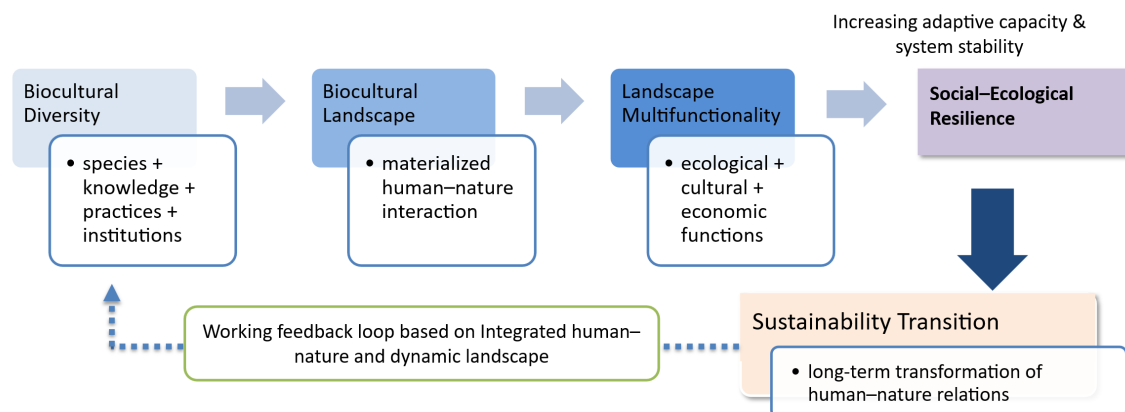 Increasing adaptive capacity &
system stability
Biocultural
Diversity
• species +
knowledge +
practices +
institutions
Biocultural
Landscape
• materialized
human–nature
interaction
Landscape
Multifunctionality
• ecological +
cultural +
economic
functions
Social–Ecological
Resilience
Sustainability Transition
• long-term transformation of
human–nature relations
Working feedback loop based on Integrated human–
nature and dynamic landscape